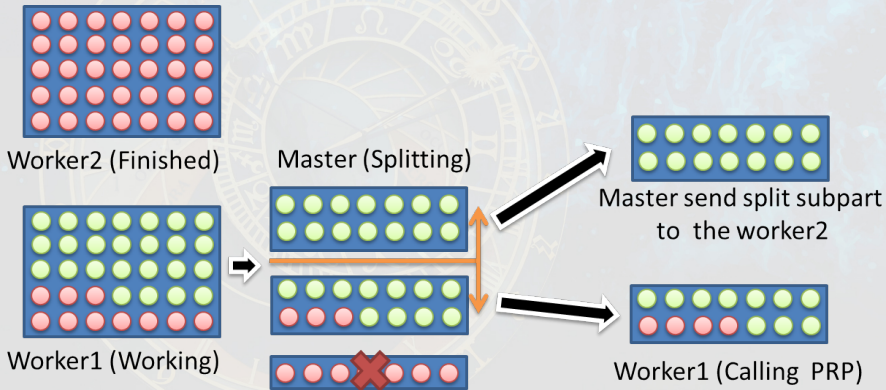 Worker2 (Finished)
Master (Splitting)
Master send split subpart
to the worker2
Worker1 (Working)
Worker1 (Calling PRP)